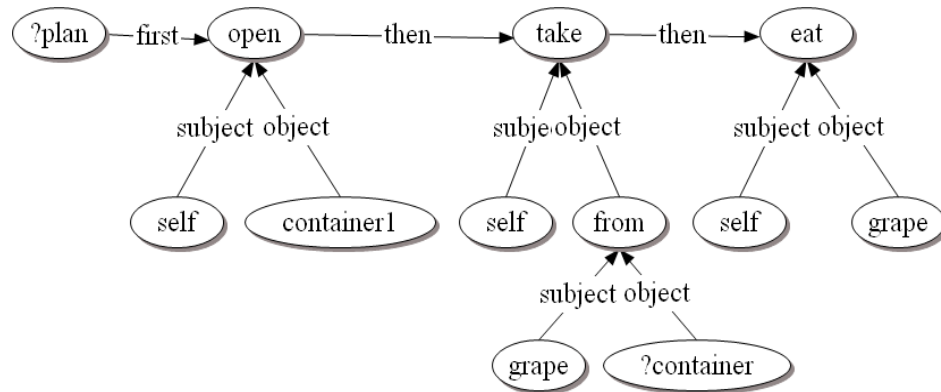 ?plan first open then take then eat
subject object subject object subject object
self container1 self from self grape
subject object
grape ?container